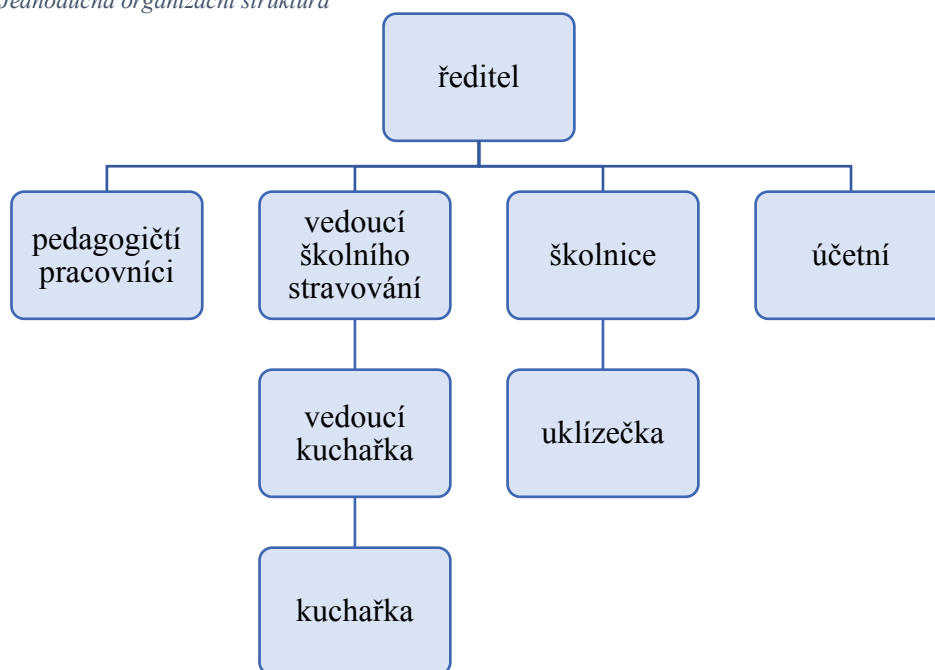 Jednoduchá organizační struktura
ředitel
pedagogičtí
pracovníci
vedoucí
školního
stravování
školnice
účetní
vedoucí
kuchařka
uklízečka
kuchařka